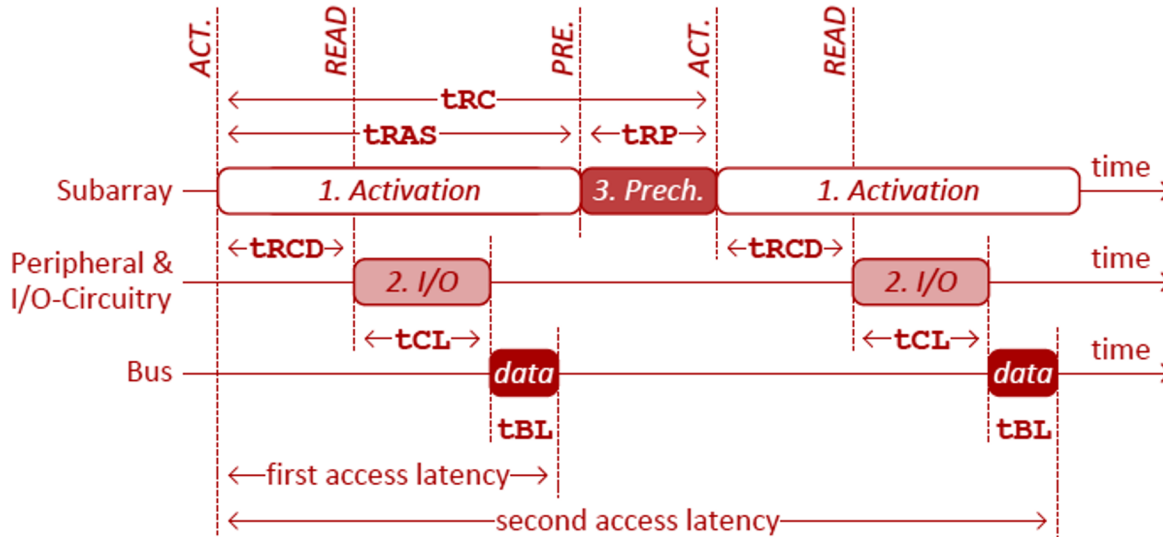 ACT.
READ
PRE.
ACT.
READ
tRC
tRAS
tRP
Subarray
1. Activation
3. Prech.
1. Activation
time
tRCD
tRCD
Peripheral &
I/O-Circuitry
2. I/O
2. I/O
time
tCL
tCL
Bus
data
data
time
tBL
tBL
first access latency
second access latency